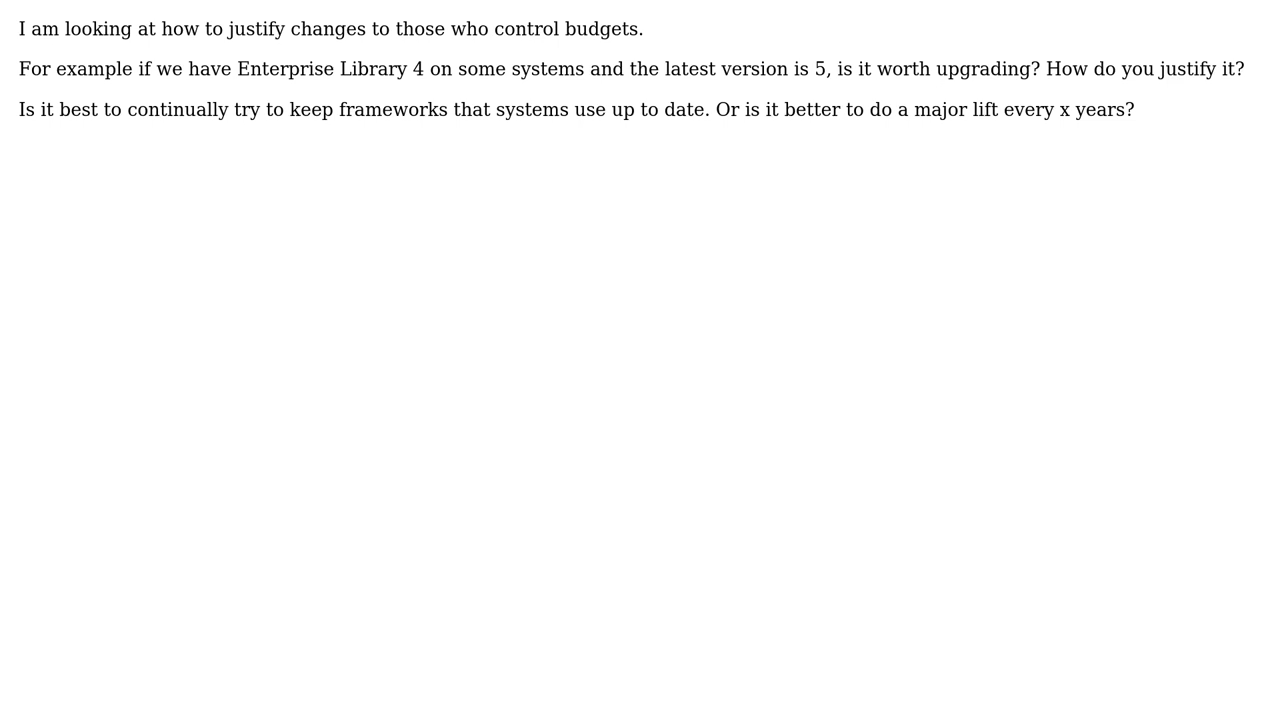 I am looking at how to justify changes to those who control budgets.
For example if we have Enterprise Library 4 on some systems and the latest version is 5, is it worth upgrading? How do you justify it?
Is it best to continually try to keep frameworks that systems use up to date. Or is it better to do a major lift every x years?